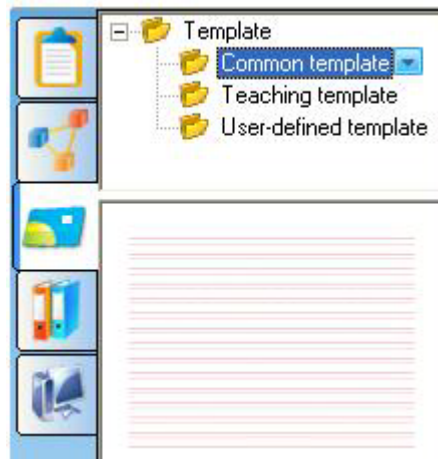 Template
Common template
Teaching template
User-defined template